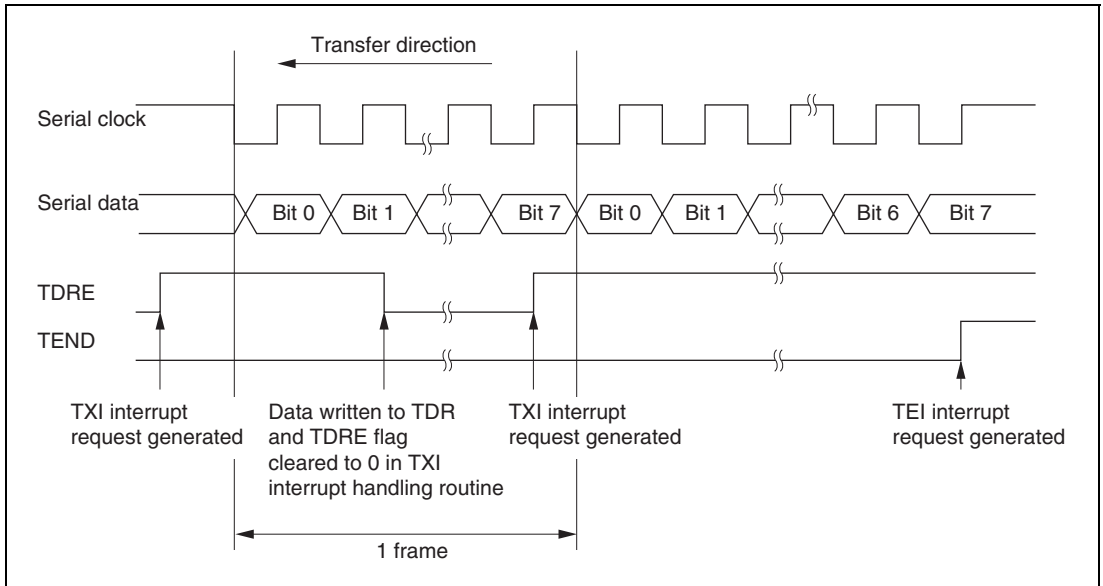 Transfer direction
Serial clock
Serial data
Bit 0
Bit 1
Bit 7
Bit 0
Bit 1
Bit 6
Bit 7
TDRE
TEND
TXI interrupt
request generated
Data written to TDR
and TDRE flag
cleared to 0 in TXI
interrupt handling routine
TXI interrupt
request generated
TEI interrupt
request generated
1 frame